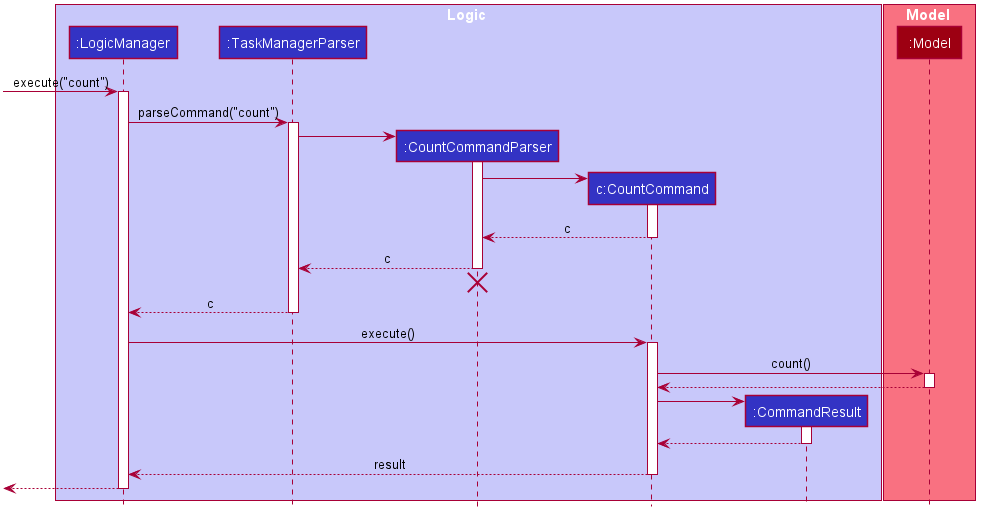 Logic
Model
:LogicManager
:TaskManagerParser
:Model
execute("count")
parseCommand("count")
:CountCommandParser
c:CountCommand
c
c
c
execute()
count()
:CommandResult
result